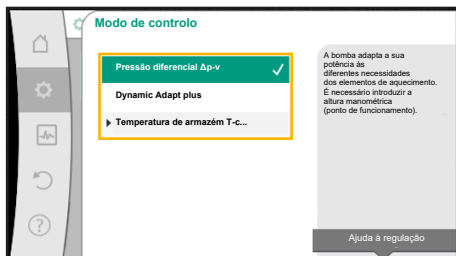 Modo de controlo
Pressão diferencial Δp-v
Dynamic Adapt plus
Temperatura de armazém T-c...
A bomba adapta a sua
potência às
diferentes necessidades
dos elementos de aquecimento.
É necessário introduzir a
altura manométrica
(ponto de funcionamento).
Ajuda à regulação